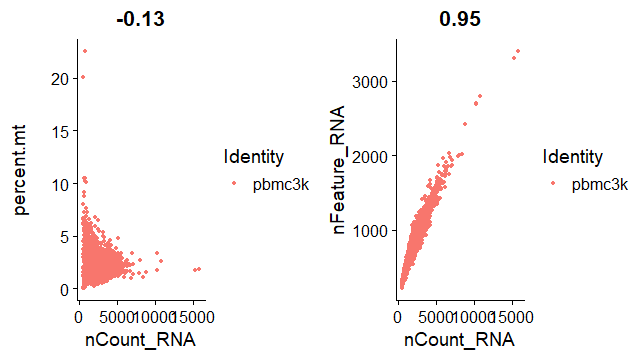 -0.13
percent.mt
20
15
10
5
0
0 5000 10000 15000
nCount_RNA
Identity
pbmc3k
0.95
nFeature_RNA
3000
2000
1000
0 5000 10000 15000
nCount_RNA
Identity
pbmc3k